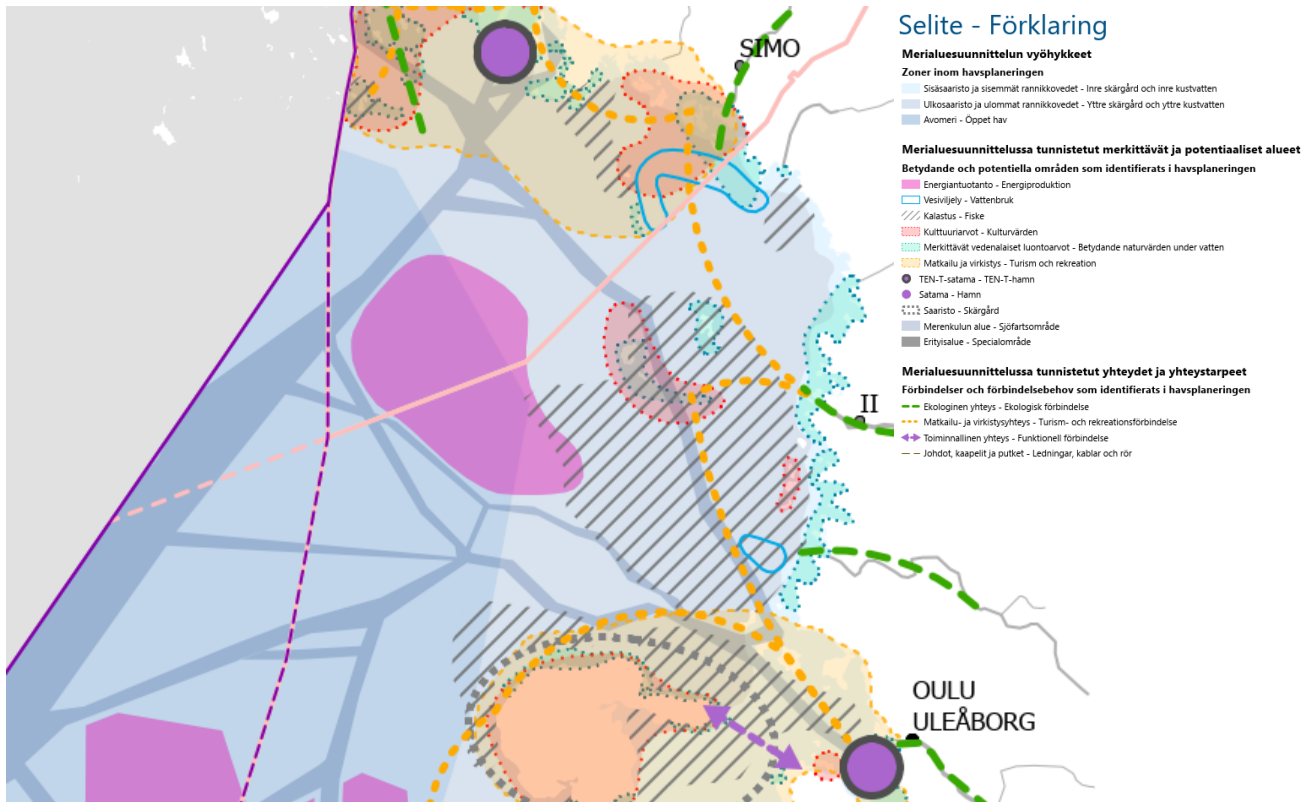 SIMO
II
OULU
ULEÅBORG
Selite - Förklaring
Merialuesunnittelun vyöhykkeet
Zoner inom havsplaneringen
Sisäsaaristo ja sisemmät rannikkovedet - Inre skärgård och inre kustvatten
Ulkosaaristo ja ulommat rannikkovedet - Yttre skärgård och yttre kustvatten
Avomeri - Öppet hav
Merialuesuunnittelussa tunnistetut merkittävät ja potentiaaliset alueet
Betydande och potentiella områden som identifierats i havsplaneringen
Energiantuotanto - Energiproduktion
Vesiviljely - Vattenbruk
Kalastus - Fiske
Kulttuuriarvot - Kulturvärden
Merkittävät vedenalaiset luontoarvot - Betydande naturvärden under vatten
Matkailu ja virkistys - Turism och rekreation
TEN-T-satama - TEN-T-hamn
Satama - Hamn
Saaristo - Skärgård
Merenkulun alue - Sjöfartsområde
Erityisalue - Specialområde
Merialuesuunnittelussa tunnistetut yhteydet ja yhteystarpeet
Förbindelser och förbindelsebehov som identifierats i havsplaneringen
Ekologinen yhteys - Ekologisk förbindelse
Matkailu- ja virkistysyhteys - Turism- och rekreationsförbindelse
Toiminnallinen yhteys - Funktionell förbindelse
Johdot, kaapelit ja putket - Ledningar, kablar och rör